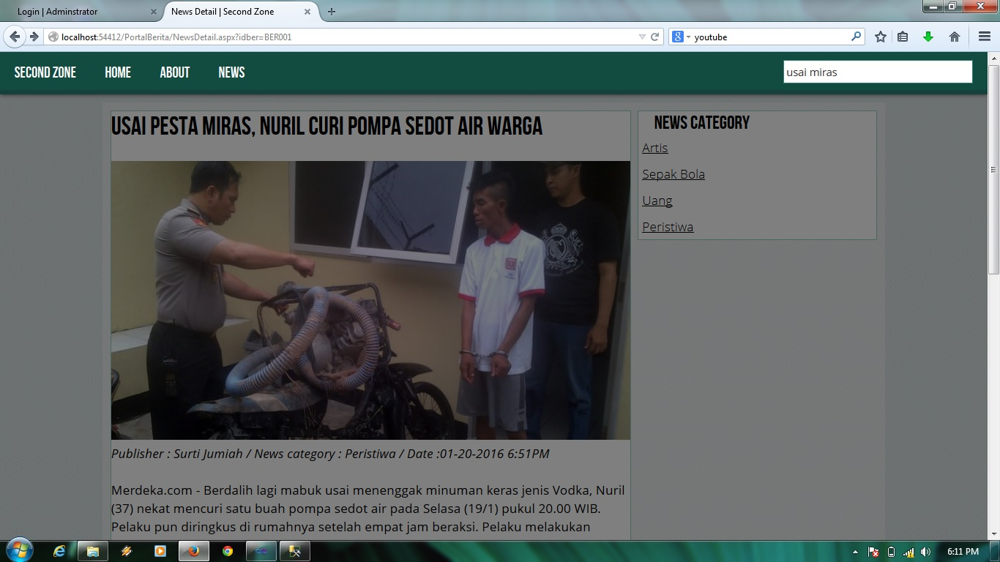 Login | Adminstrator
News Detail | Second Zone
localhost:54412/PortalBerita/NewsDetail.aspx?idber=BER001
8
youtube
SECOND ZONE HOME ABOUT NEWS
usai miras
USAI PESTA MIRAS, NURIL CURI POMPA SEDOT AIR WARGA
NEWS CATEGORY
Artis
Sepak Bola
Uang
Peristiwa
Publisher : Surti Jumiah / News category : Peristiwa / Date :01-20-2016 6:51PM
Merdeka.com - Berdalih lagi mabuk usai menenggak minuman keras jenis Vodka, Nuril
(37) nekat mencuri satu buah pompa sedot air pada Selasa (19/1) pukul 20.00 WIB.
Pelaku pun diringkus di rumahnya setelah empat jam beraksi. Pelaku melakukan
6:11 PM